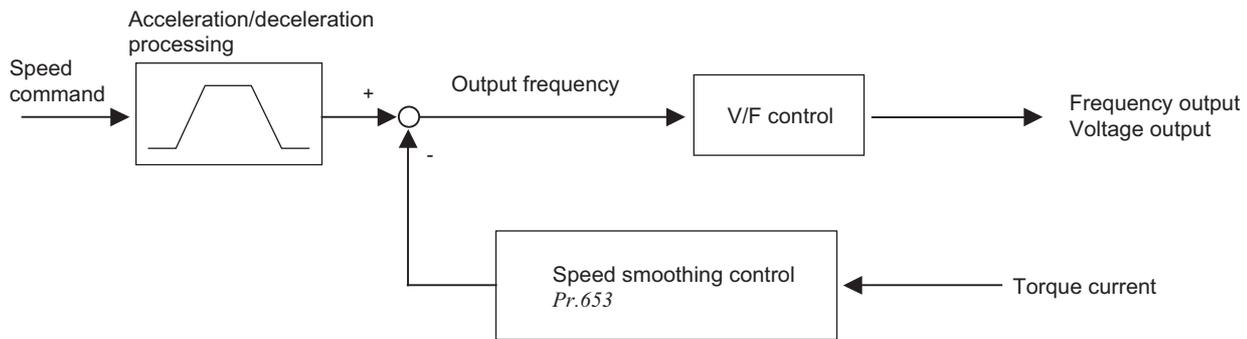 Acceleration/deceleration
processing
Speed
command
+
Output frequency
V/F control
Frequency output
Voltage output
-
Speed smoothing control
Pr.653
Torque current